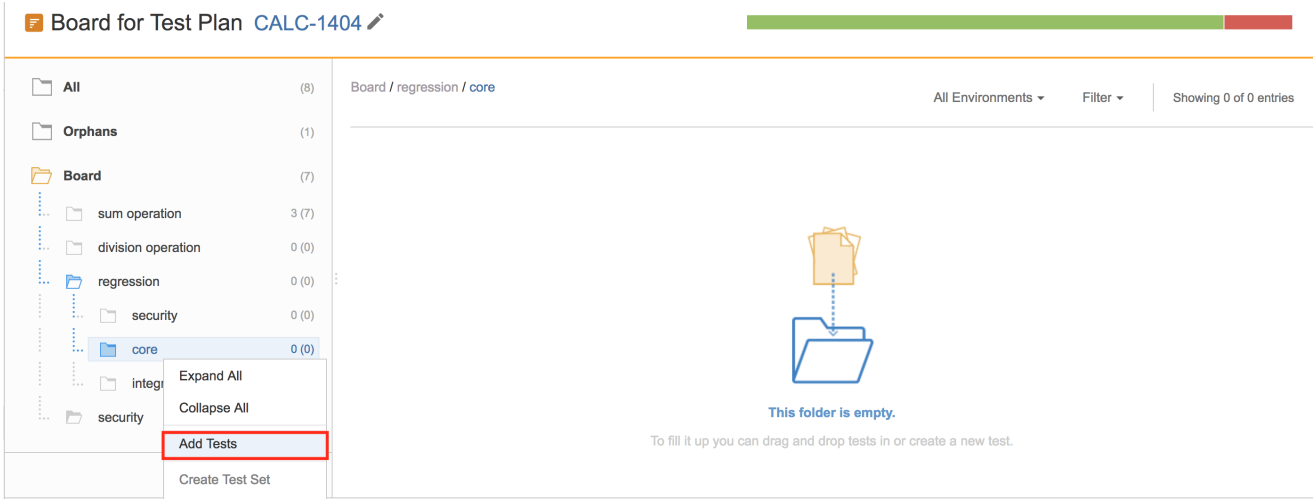 Board for Test Plan CALC-1404
All (8)
Board / regression / core
All Environments
Filter
Showing 0 of 0 entries
Orphans (1)
Board (7)
sum operation 3 (7)
division operation 0 (0)
regression 0 (0)
security 0 (0)
core 0 (0)
integr
security
Expand All
Collapse All
Add Tests
Create Test Set
This folder is empty.
To fill it up you can drag and drop tests in or create a new test.